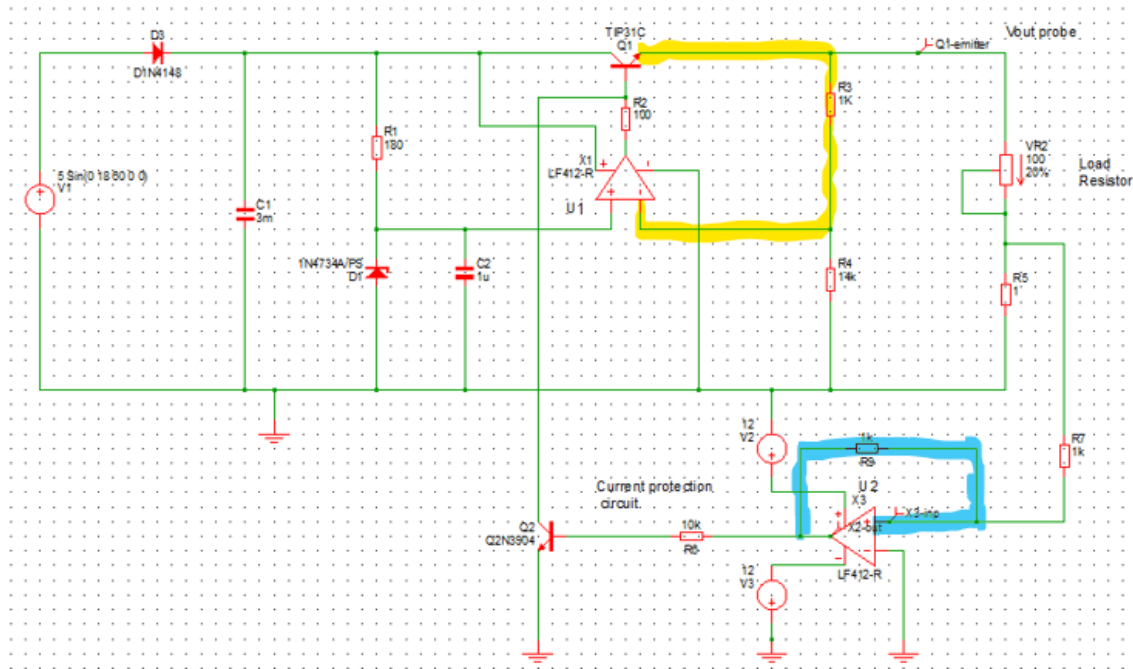 TIP31C
Q1
Vout probe
D3
D1N4148
Q1-emitter
R3
1K
R2
100
R1
180
X1
LF412-R
U1
VR2
100
20%
Load
Resistor
5 Sin(0 18 60 0 0)
V1
C1
3m
1N4734A/PS
D1
C2
1u
R4
14k
R5
1
12
V2
1k
R9
R7
1k
Current protection
circuit.
U2
X3
X3-inp
X2-out
Q2
Q2N3904
10k
R6
LF412-R
12
V3